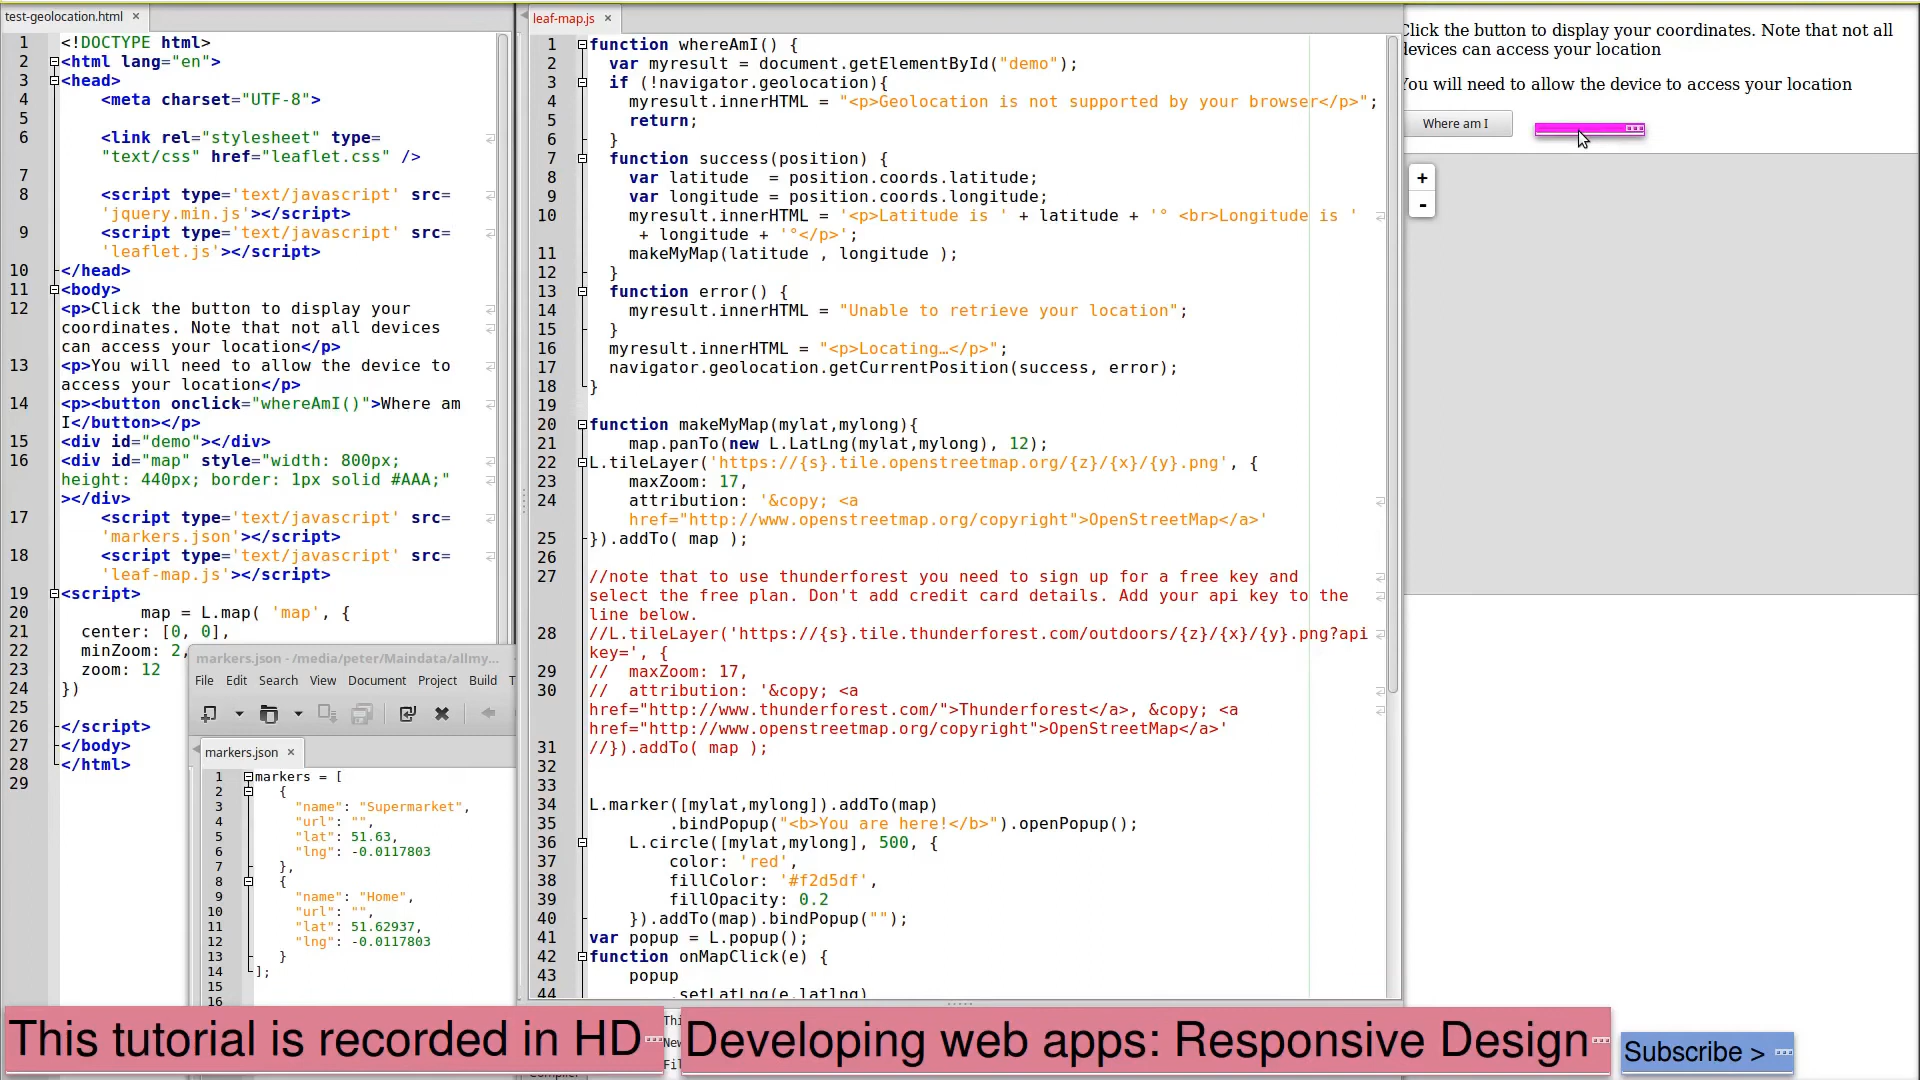 test-geolocation.html ×
1 <!DOCTYPE html>
2 <html lang="en">
3 <head>
4 <meta charset="UTF-8">
5
6 <link rel="stylesheet" type=
"text/css" href="leaflet.css" />
7
8 <script type='text/javascript' src=
'jquery.min.js'></script>
9 <script type='text/javascript' src=
'leaflet.js'></script>
10 </head>
11 <body>
12 <p>Click the button to display your
coordinates. Note that not all devices
can access your location</p>
13 <p>You will need to allow the device to
access your location</p>
14 <p><button onclick="whereAmI()">Where am
I</button></p>
15 <div id="demo"></div>
16 <div id="map" style="width: 800px;
height: 440px; border: 1px solid #AAA;"
></div>
17 <script type='text/javascript' src=
'markers.json'></script>
18 <script type='text/javascript' src=
'leaf-map.js'></script>
19 <script>
20 map = L.map( 'map', {
21 center: [0, 0],
22 minZoom: 2,
23 zoom: 12
24 })
25
26 </script>
27 </body>
28 </html>
29
markers.json - /media/peter/Maindata/allmy...
File Edit Search View Document Project Build
markers.json ×
1 markers = [
2 {
3 "name": "Supermarket",
4 "url": "",
5 "lat": 51.63,
6 "lng": -0.0117803
7 },
8 {
9 "name": "Home",
10 "url": "",
11 "lat": 51.62937,
12 "lng": -0.0117803
13 }
14 ];
15
16
leaf-map.js ×
1 function whereAmI() {
2 var myresult = document.getElementById("demo");
3 if (!navigator.geolocation){
4 myresult.innerHTML = "<p>Geolocation is not supported by your browser</p>";
5 return;
6 }
7 function success(position) {
8 var latitude  = position.coords.latitude;
9 var longitude = position.coords.longitude;
10 myresult.innerHTML = '<p>Latitude is ' + latitude + '° <br>Longitude is '
+ longitude + '°</p>';
11 makeMyMap(latitude , longitude );
12 }
13 function error() {
14 myresult.innerHTML = "Unable to retrieve your location";
15 }
16 myresult.innerHTML = "<p>Locating…</p>";
17 navigator.geolocation.getCurrentPosition(success, error);
18 }
19
20 function makeMyMap(mylat,mylong){
21 map.panTo(new L.LatLng(mylat,mylong), 12);
22 L.tileLayer('https://{s}.tile.openstreetmap.org/{z}/{x}/{y}.png', {
23 maxZoom: 17,
24 attribution: '&copy; <a
href="http://www.openstreetmap.org/copyright">OpenStreetMap</a>'
25 }).addTo( map );
26
27 //note that to use thunderforest you need to sign up for a free key and
select the free plan. Don't add credit card details. Add your api key to the
line below.
28 //L.tileLayer('https://{s}.tile.thunderforest.com/outdoors/{z}/{x}/{y}.png?api
key=', {
29 // maxZoom: 17,
30 // attribution: '&copy; <a
href="http://www.thunderforest.com/">Thunderforest</a>, &copy; <a
href="http://www.openstreetmap.org/copyright">OpenStreetMap</a>'
31 //}).addTo( map );
32
33
34 L.marker([mylat,mylong]).addTo(map)
35 .bindPopup("<b>You are here!</b>").openPopup();
36 L.circle([mylat,mylong], 500, {
37 color: 'red',
38 fillColor: '#f2d5df',
39 fillOpacity: 0.2
40 }).addTo(map).bindPopup("");
41 var popup = L.popup();
42 function onMapClick(e) {
43 popup
44 .setLatLng(e.latlng)
Click the button to display your coordinates. Note that not all
devices can access your location
You will need to allow the device to access your location
Where am I
+
-
This tutorial is recorded in HD
Developing web apps: Responsive Design
Subscribe >